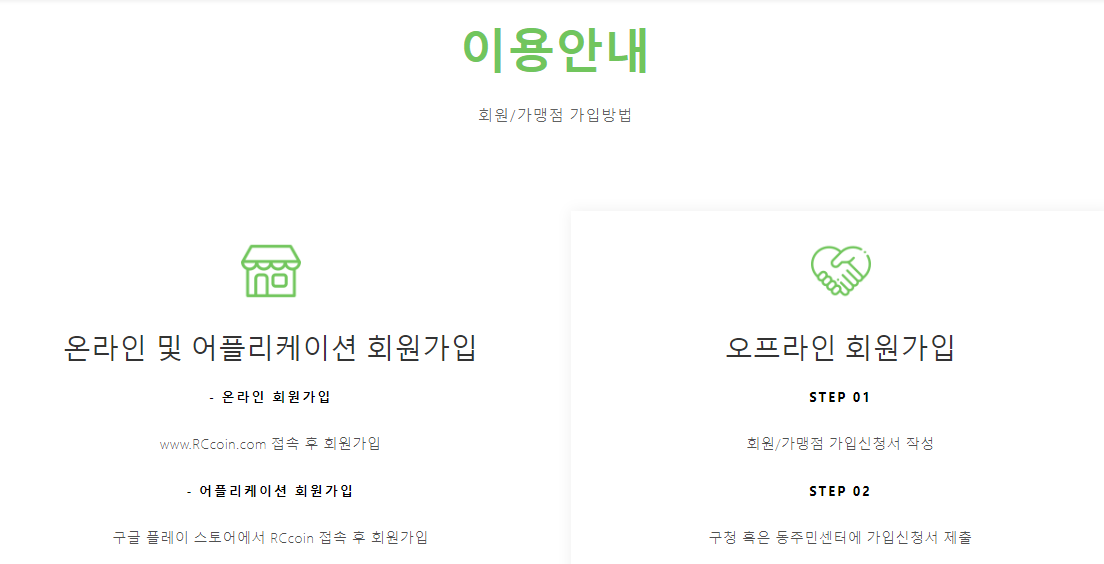 이용안내
회원/가맹점 가입방법
온라인 및 어플리케이션 회원가입
- 온라인 회원가입
www.RCcoin.com 접속 후 회원가입
- 어플리케이션 회원가입
구글 플레이 스토어에서 RCcoin 접속 후 회원가입
오프라인 회원가입
STEP 01
회원/가맹점 가입신청서 작성
STEP 02
구청 혹은 동주민센터에 가입신청서 제출